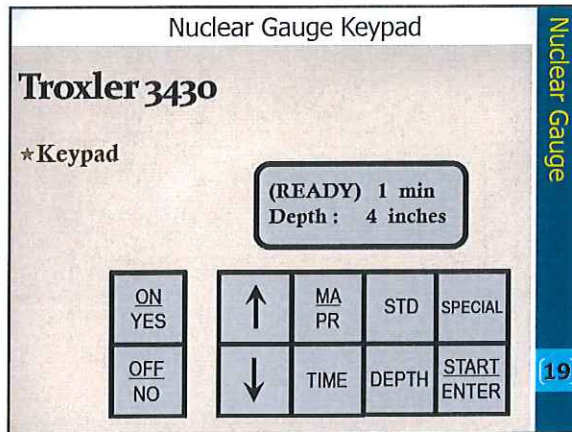 Nuclear Gauge Keypad
Troxler 3430
★Keypad
(READY) 1 min
Depth : 4 inches
ON
YES
MA
PR
STD
SPECIAL
OFF
NO
TIME
DEPTH
START
ENTER
Nuclear Gauge
19